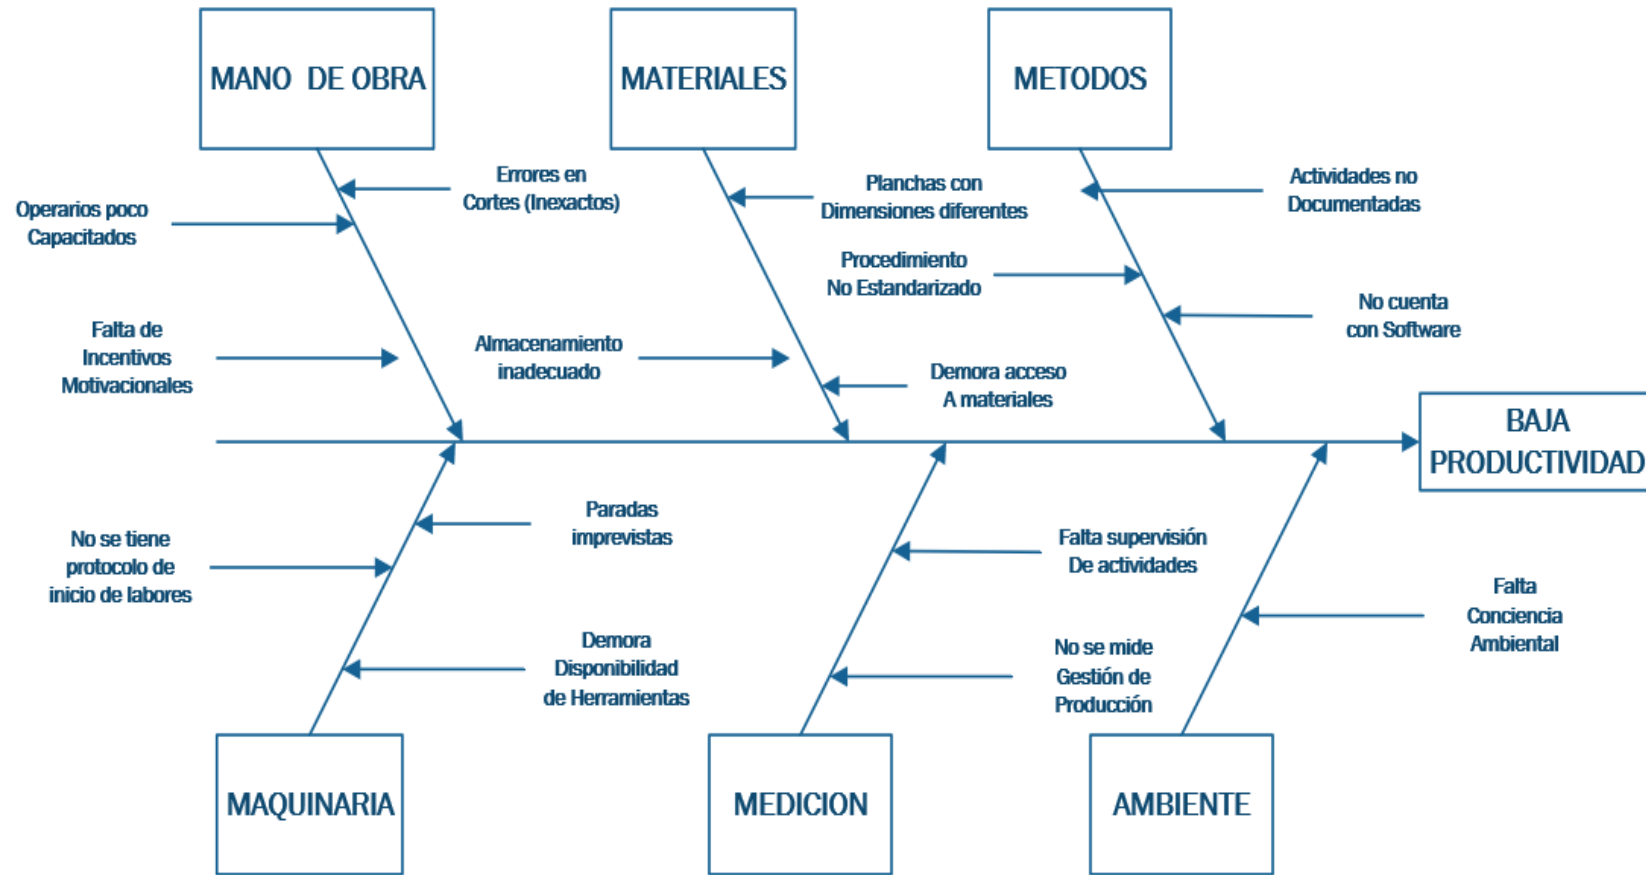 MANO DE OBRA
MATERIALES
METODOS
Errores en
Cortes (Inexactos)
Operarios poco
Capacitados
Falta de
Incentivos
Motivacionales
Planchas con
Dimensiones diferentes
Almacenamiento
inadecuado
Demora acceso
A materiales
Actividades no
Documentadas
Procedimiento
No Estandarizado
No cuenta
con Software
BAJA
PRODUCTIVIDAD
Paradas
imprevistas
No se tiene
protocolo de
inicio de labores
Demora
Disponibilidad
de Herramientas
Falta supervisión
De actividades
No se mide
Gestión de
Producción
Falta
Conciencia
Ambiental
MAQUINARIA
MEDICION
AMBIENTE